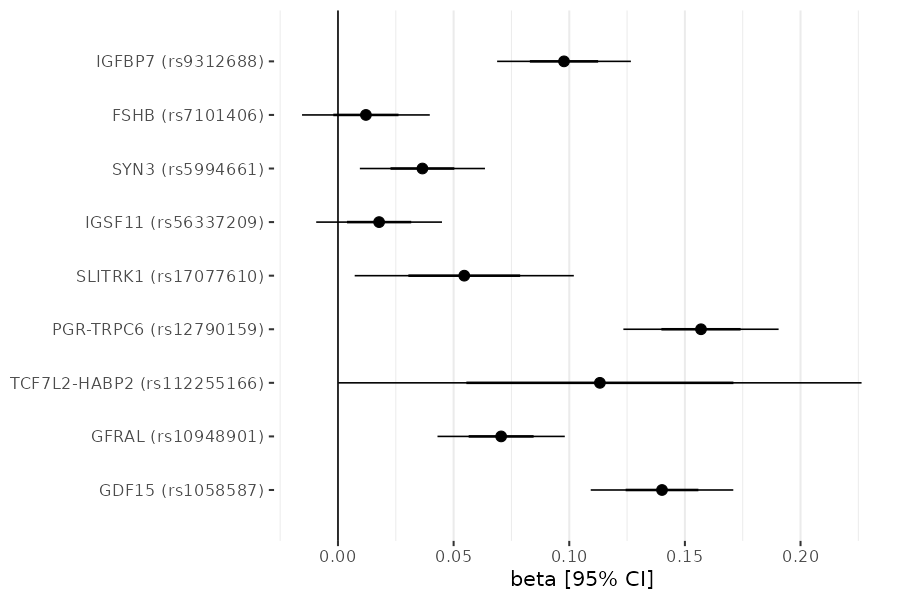 IGFBP7 (rs9312688)
FSHB (rs7101406)
SYN3 (rs5994661)
IGSF11 (rs56337209)
SLITRK1 (rs17077610)
PGR-TRPC6 (rs12790159)
TCF7L2-HABP2 (rs112255166)
GFRAL (rs10948901)
GDF15 (rs1058587)
0.00 0.05 0.10 0.15 0.20
beta [95% CI]